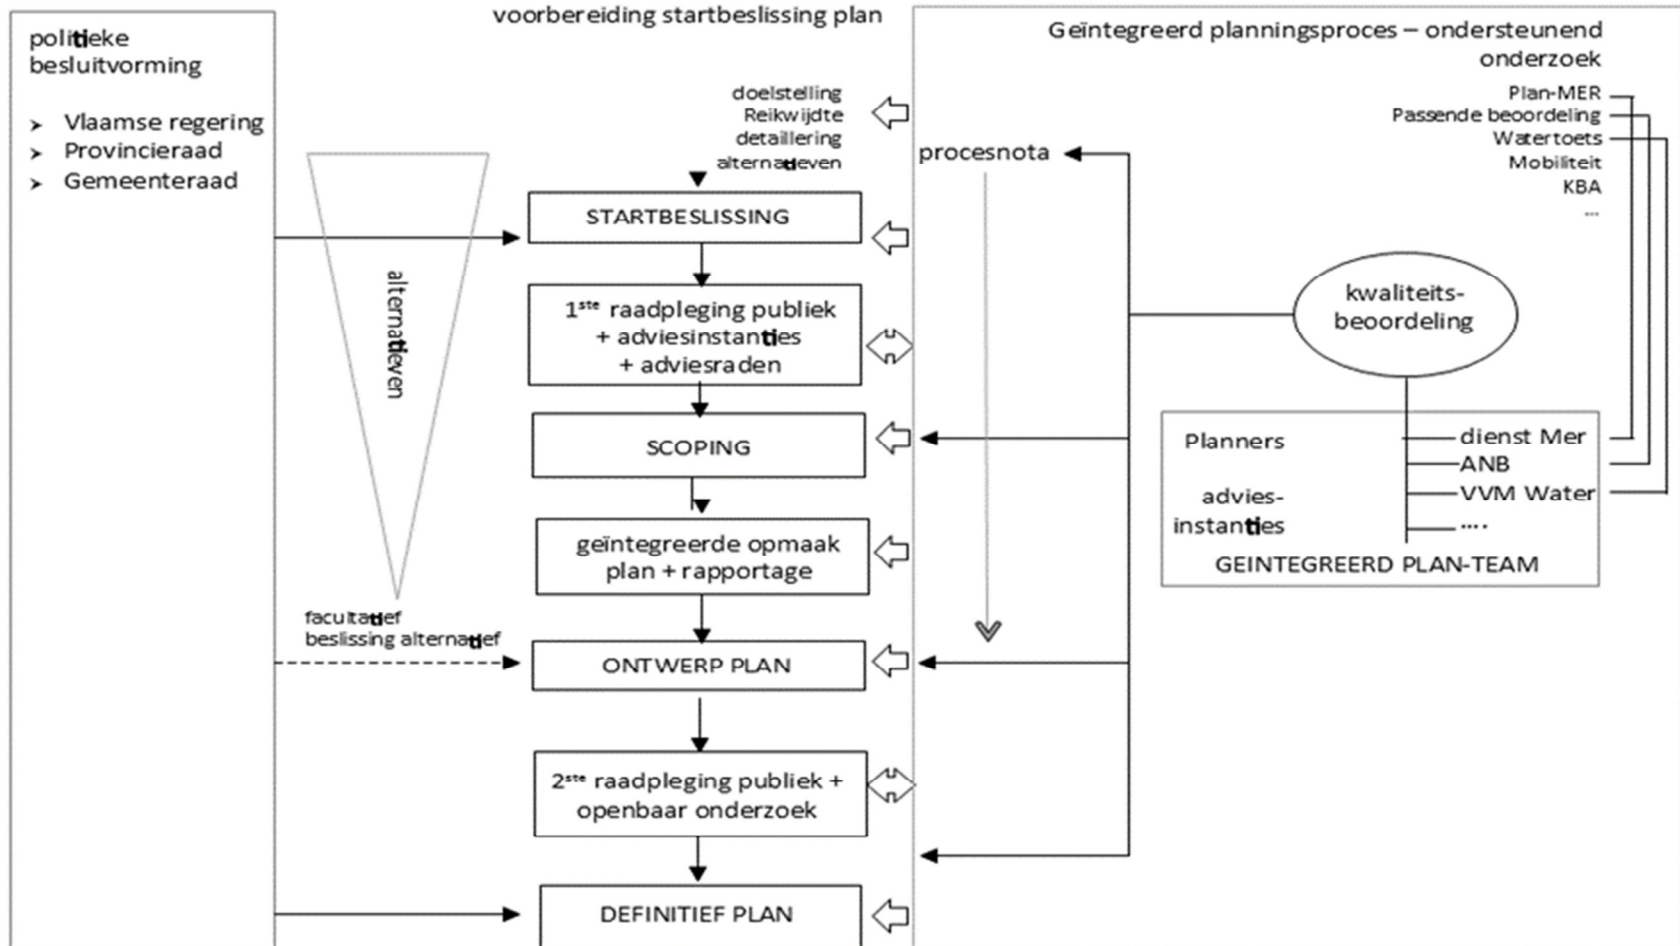 politieke
besluitvorming
➤ Vlaamse regering
➤ Provincieraad
➤ Gemeenteraad
alternatieven
facultatief
beslissing alternatief
voorbereiding startbeslissing plan
doelstelling
Reikwijdte
detaillering
alternatieven
STARTBESLISSING
1ste raadpleging publiek
+ adviesinstanties
+ adviesraden
SCOPING
geïntegreerde opmaak
plan + rapportage
ONTWERP PLAN
2ste raadpleging publiek +
openbaar onderzoek
DEFINITIEF PLAN
Geïntegreerd planningsproces – ondersteunend
onderzoek
Plan-MER
Passende beoordeling
Watertoets
Mobiliteit
KBA
...
procesnota
kwaliteits-
beoordeling
Planners
advies-
instanties
dienst Mer
ANB
VVM Water
....
GEINTEGREERD PLAN-TEAM